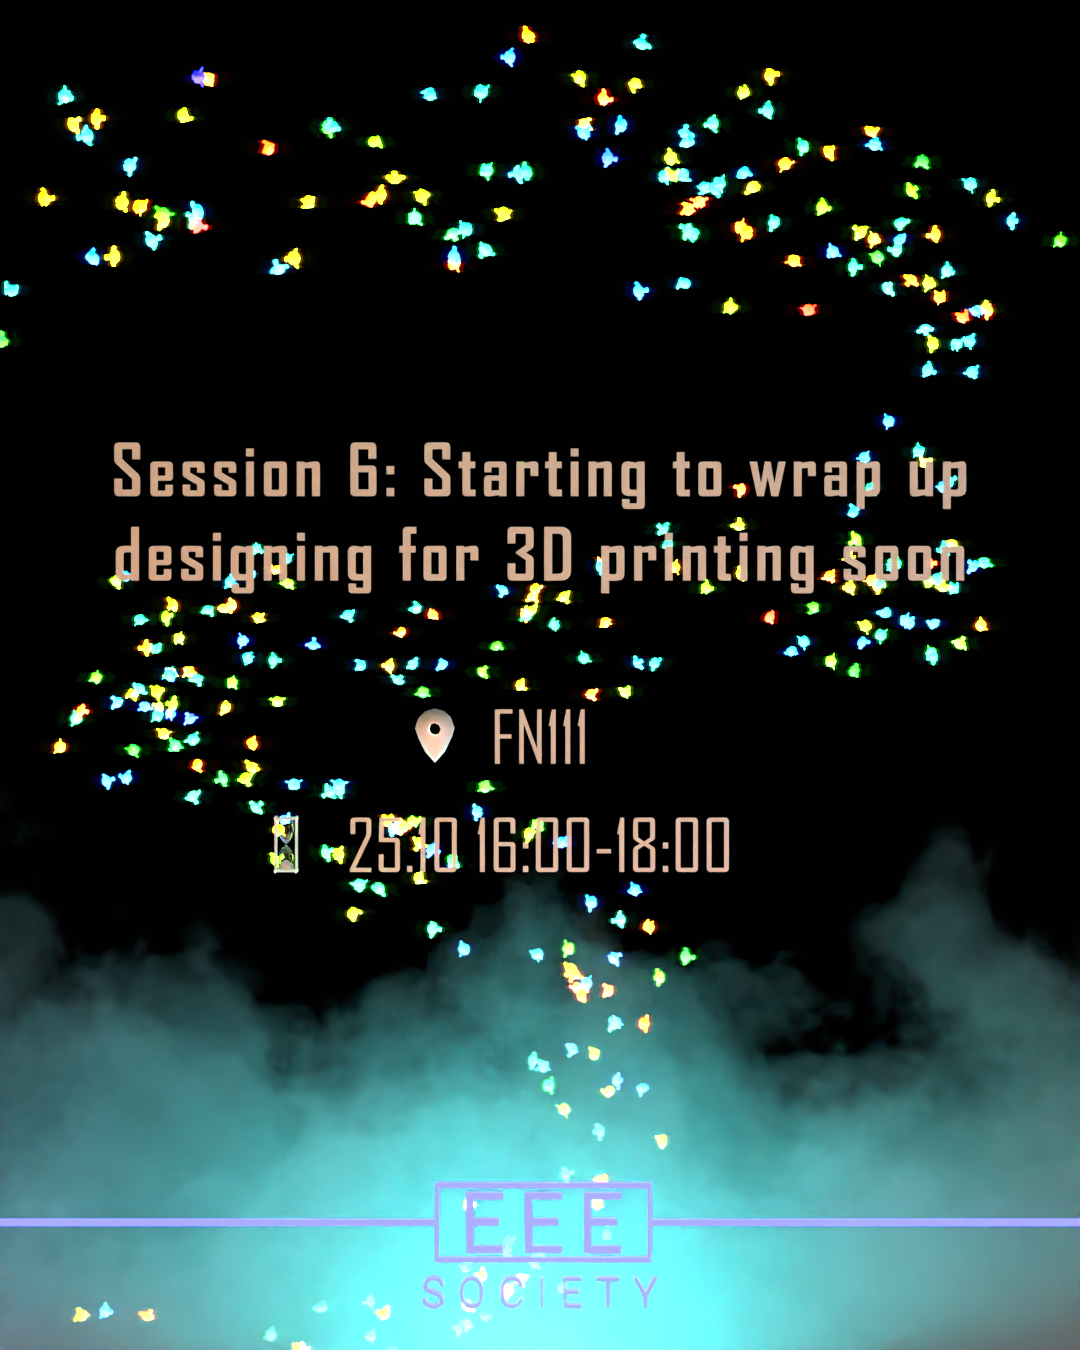 Session 6: Starting to wrap up
designing for 3D printing soon
FN111
25.10 16:00-18:00
EEE
SOCIETY